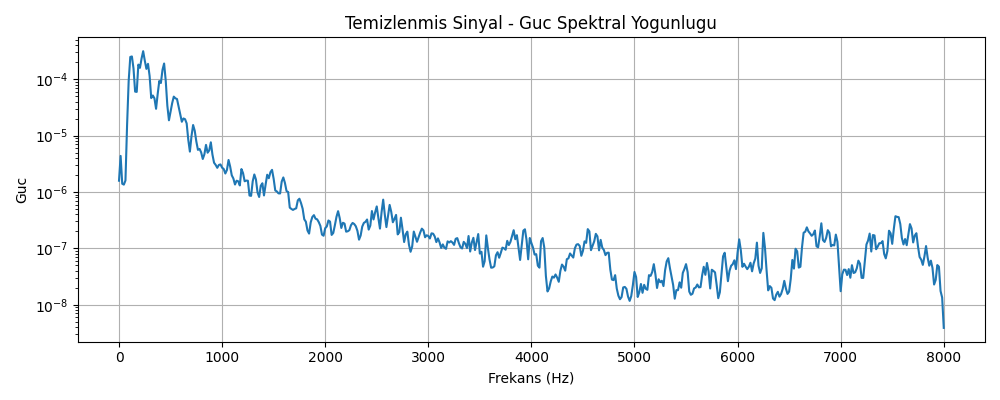 Temizlenmis Sinyal - Guc Spektral Yogunlugu
Guc
10⁻⁴
10⁻⁵
10⁻⁶
10⁻⁷
10⁻⁸
0 1000 2000 3000 4000 5000 6000 7000 8000
Frekans (Hz)